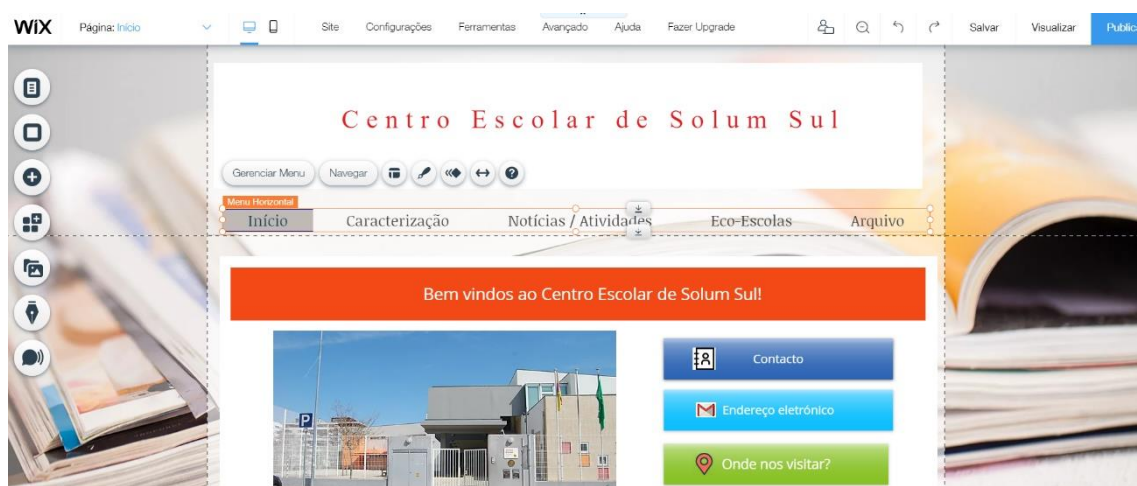 WiX Página: Início Site Configurações Ferramentas Avançado Ajuda Fazer Upgrade Salvar Visualizar Public
Centro Escolar de Solum Sul
Gerenciar Menu Navegar
Menu Horizontal
Início Caracterização Notícias / Atividades Eco-Escolas Arquivo
Bem vindos ao Centro Escolar de Solum Sul!
Contacto
P
Endereço eletrónico
Onde nos visitar?